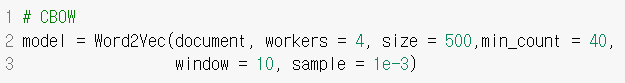 1 # CBOW
2 model = Word2Vec(document, workers = 4, size = 500,min_count = 40,
3 window = 10, sample = 1e-3)